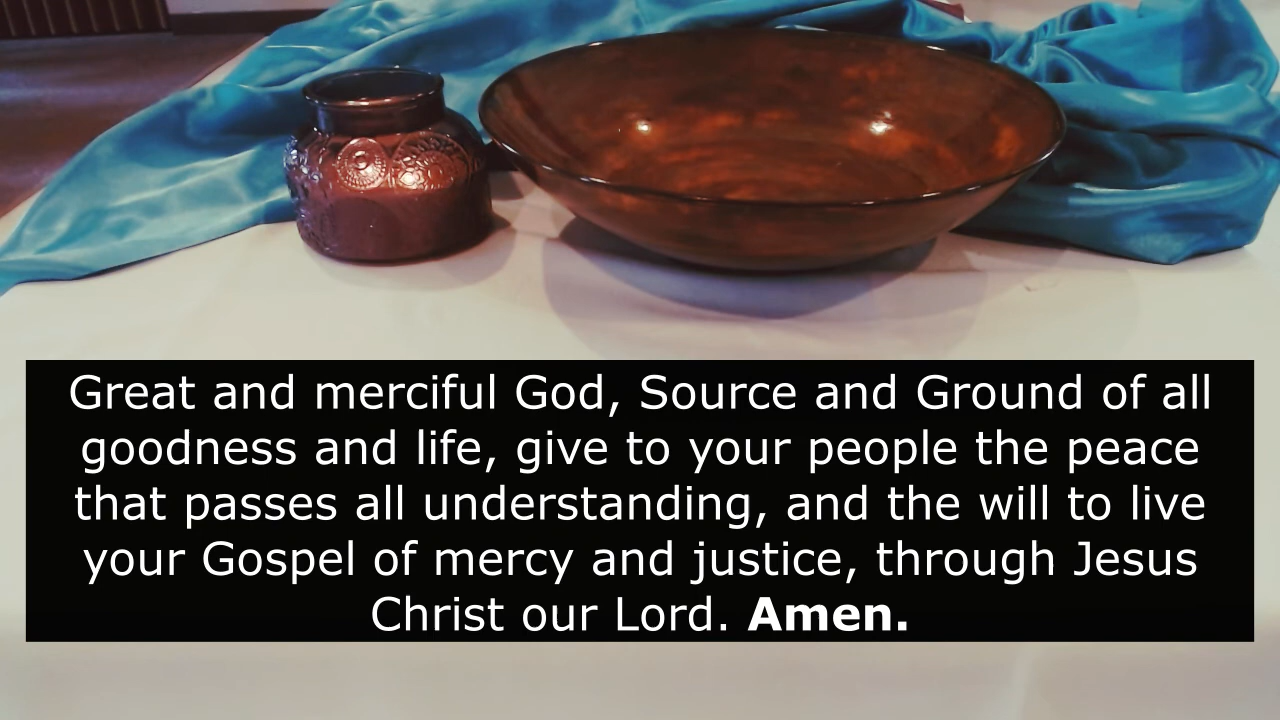 Great and merciful God, Source and Ground of all
goodness and life, give to your people the peace
that passes all understanding, and the will to live
your Gospel of mercy and justice, through Jesus
Christ our Lord. Amen.